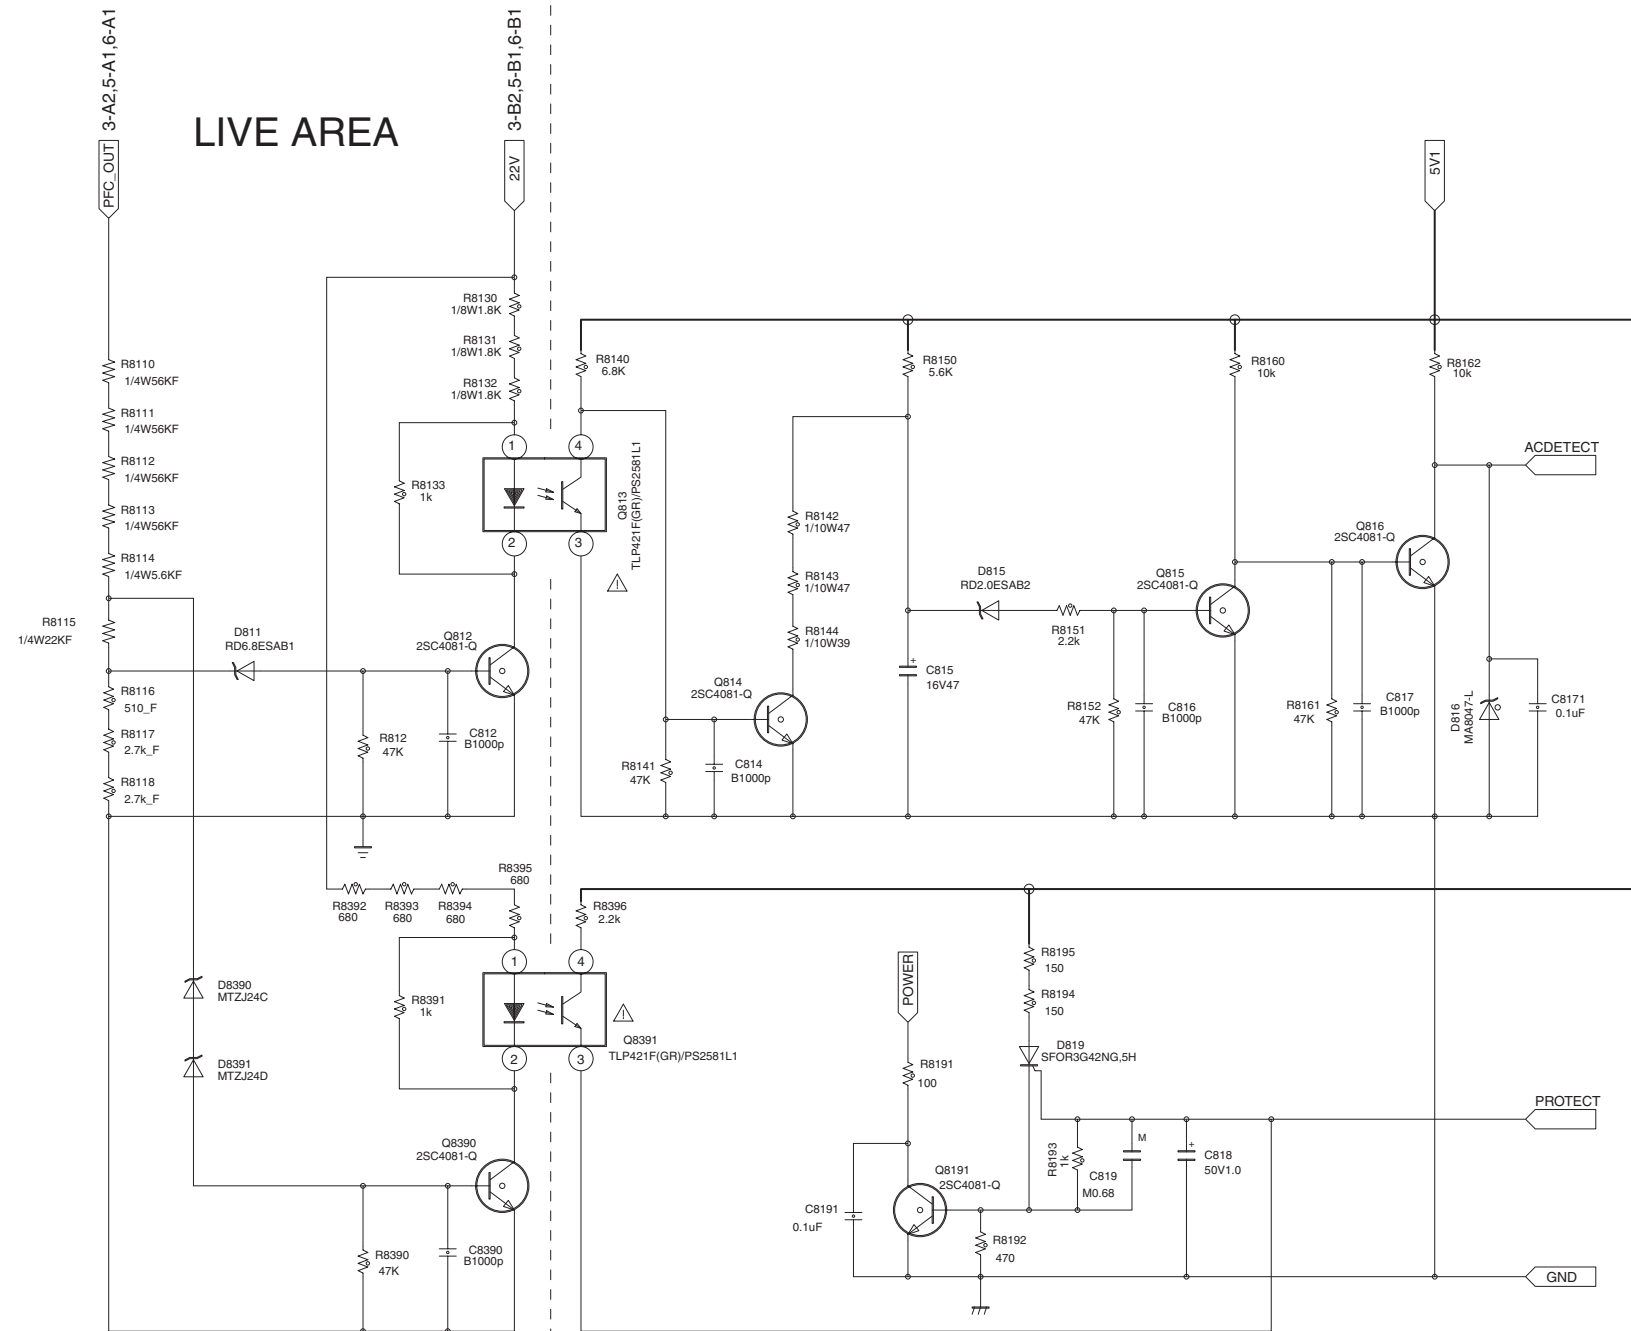 3-A2,5-A1,6-A1
PFC_OUT
LIVE AREA
3-B2,5-B1,6-B1
22V
5V1
R8130
1/8W1.8K
R8131
1/8W1.8K
R8132
1/8W1.8K
R8110
1/4W56KF
R8111
1/4W56KF
R8112
1/4W56KF
R8113
1/4W56KF
R8114
1/4W5.6KF
R8115
1/4W22KF
R8116
510_F
R8117
2.7k_F
R8118
2.7k_F
D811
RD6.8ESAB1
R8133
1k
1
4
2
3
Q813
TLP421F(GR)/PS2581L1
Q812
2SC4081-Q
R812
47K
C812
B1000p
R8140
6.8K
R8150
5.6K
R8160
10k
R8162
10k
R8142
1/10W47
R8143
1/10W47
R8144
1/10W39
Q814
2SC4081-Q
R8141
47K
C814
B1000p
+
C815
16V47
D815
RD2.0ESAB2
R8151
2.2k
R8152
47K
C816
B1000p
Q815
2SC4081-Q
R8161
47K
C817
B1000p
Q816
2SC4081-Q
ACDETECT
D816
MA8047-L
C8171
0.1uF
R8392
680
R8393
680
R8394
680
R8395
680
R8396
2.2k
D8390
MTZJ24C
D8391
MTZJ24D
R8391
1k
1
4
2
3
Q8391
TLP421F(GR)/PS2581L1
Q8390
2SC4081-Q
R8390
47K
C8390
B1000p
POWER
R8191
100
R8195
150
R8194
150
D819
SFOR3G42NG,5H
PROTECT
R8193
1k
M
C819
M0.68
+
C818
50V1.0
Q8191
2SC4081-Q
C8191
0.1uF
R8192
470
GND